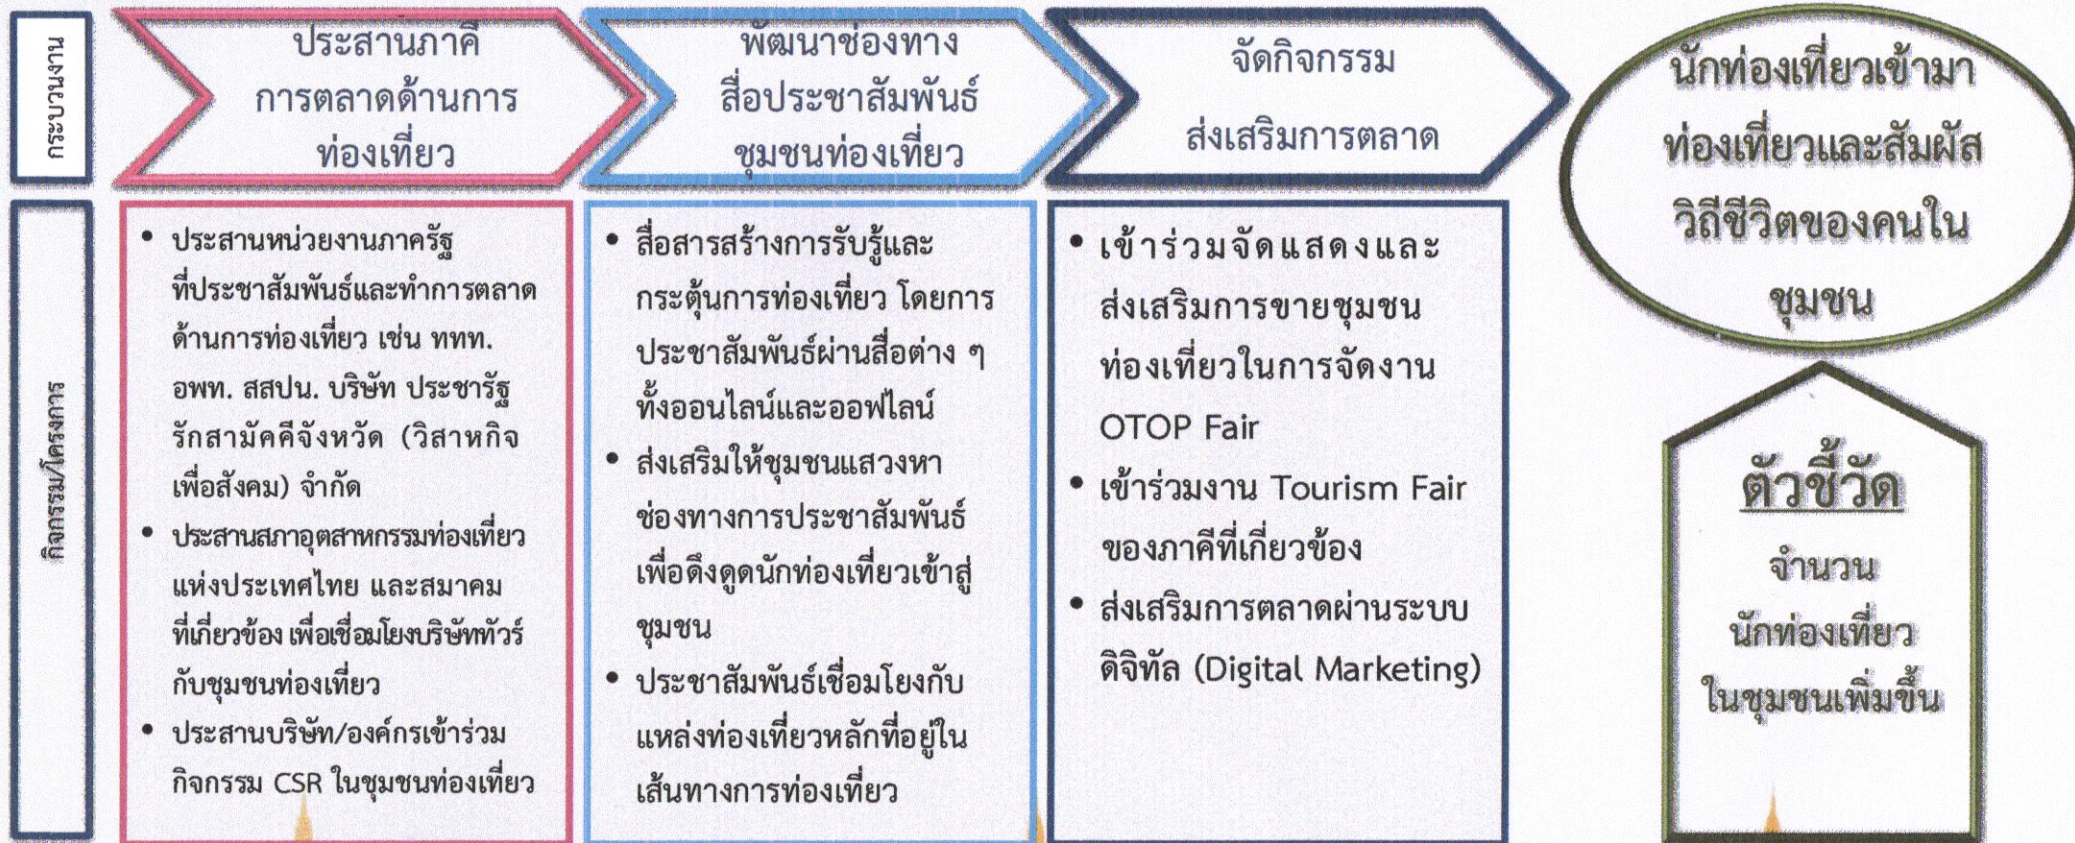 กระบวนงาน
ประสานภาคี
การตลาดด้านการ
ท่องเที่ยว
พัฒนาช่องทาง
สื่อประชาสัมพันธ์
ชุมชนท่องเที่ยว
จัดกิจกรรม
ส่งเสริมการตลาด
นักท่องเที่ยวเข้ามา
ท่องเที่ยวและสัมผัส
วิถีชีวิตของคนใน
ชุมชน
กิจกรรม/โครงการ
• ประสานหน่วยงานภาครัฐ
ที่ประชาสัมพันธ์และทำการตลาด
ด้านการท่องเที่ยว เช่น ททท.
อพท. สสปน. บริษัท ประชารัฐ
รักสามัคคีจังหวัด (วิสาหกิจ
เพื่อสังคม) จำกัด
• ประสานสภาอุตสาหกรรมท่องเที่ยว
แห่งประเทศไทย และสมาคม
ที่เกี่ยวข้อง เพื่อเชื่อมโยงบริษัททัวร์
กับชุมชนท่องเที่ยว
• ประสานบริษัท/องค์กรเข้าร่วม
กิจกรรม CSR ในชุมชนท่องเที่ยว
• สื่อสารสร้างการรับรู้และ
กระตุ้นการท่องเที่ยว โดยการ
ประชาสัมพันธ์ผ่านสื่อต่าง ๆ
ทั้งออนไลน์และออฟไลน์
• ส่งเสริมให้ชุมชนแสวงหา
ช่องทางการประชาสัมพันธ์
เพื่อดึงดูดนักท่องเที่ยวเข้าสู่
ชุมชน
• ประชาสัมพันธ์เชื่อมโยงกับ
แหล่งท่องเที่ยวหลักที่อยู่ใน
เส้นทางการท่องเที่ยว
• เข้าร่วมจัดแสดงและ
ส่งเสริมการขายชุมชน
ท่องเที่ยวในการจัดงาน
OTOP Fair
• เข้าร่วมงาน Tourism Fair
ของภาคีที่เกี่ยวข้อง
• ส่งเสริมการตลาดผ่านระบบ
ดิจิทัล (Digital Marketing)
ตัวชี้วัด
จำนวน
นักท่องเที่ยว
ในชุมชนเพิ่มขึ้น